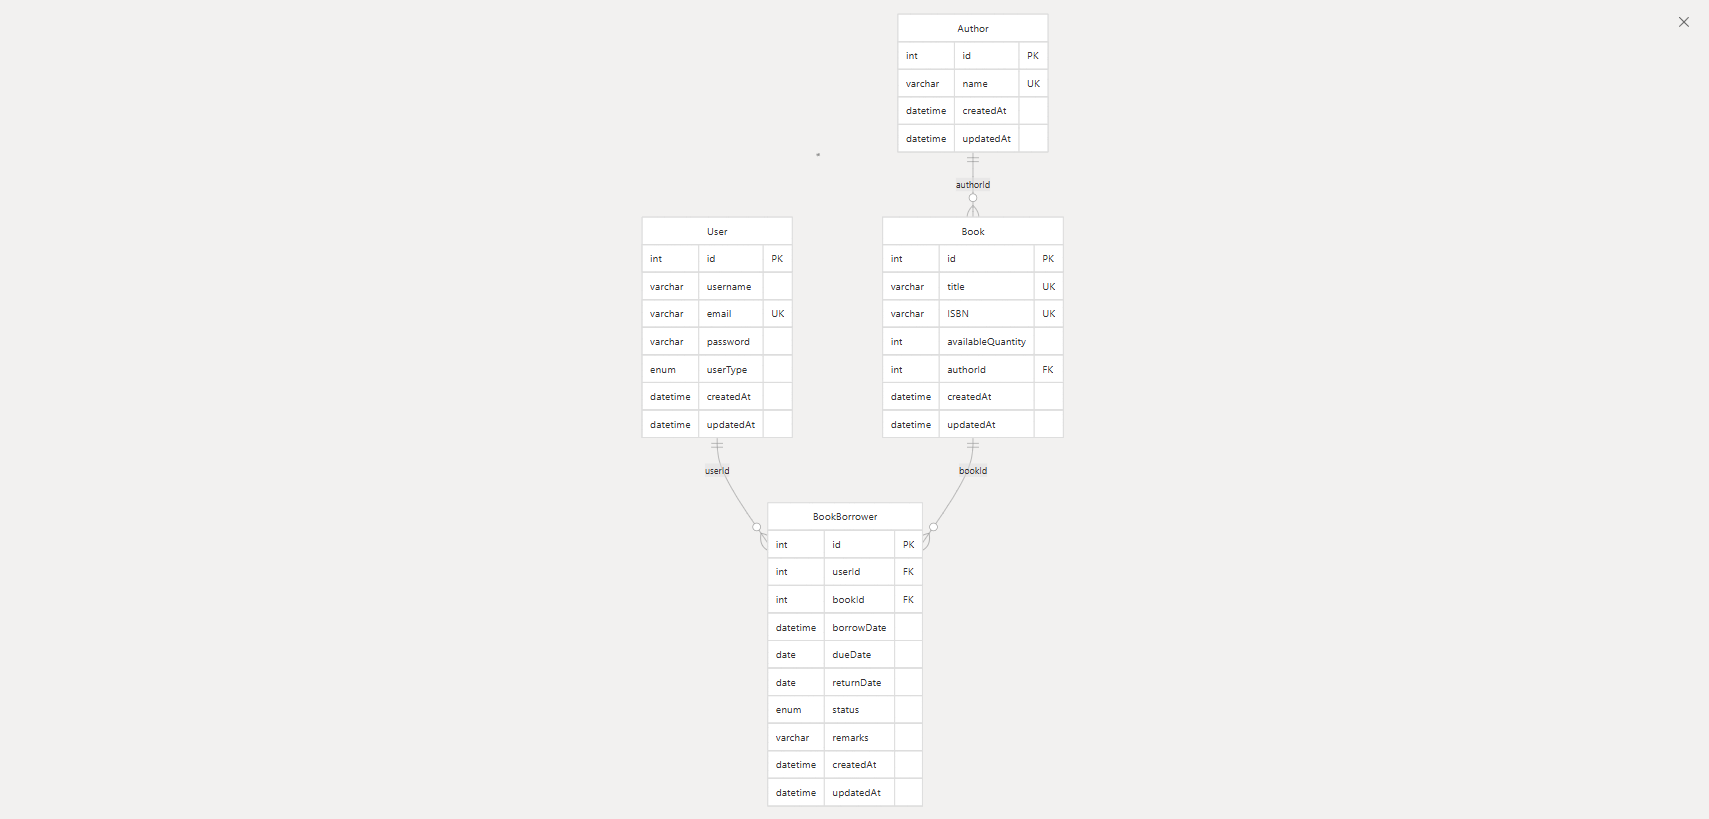 Author
int id PK
varchar name UK
datetime createdAt
datetime updatedAt
authorId
User
int id PK
varchar username
varchar email UK
varchar password
enum userType
datetime createdAt
datetime updatedAt
Book
int id PK
varchar title UK
varchar ISBN UK
int availableQuantity
int authorId FK
datetime createdAt
datetime updatedAt
userId
bookId
BookBorrower
int id PK
int userId FK
int bookId FK
datetime borrowDate
date dueDate
date returnDate
enum status
varchar remarks
datetime createdAt
datetime updatedAt